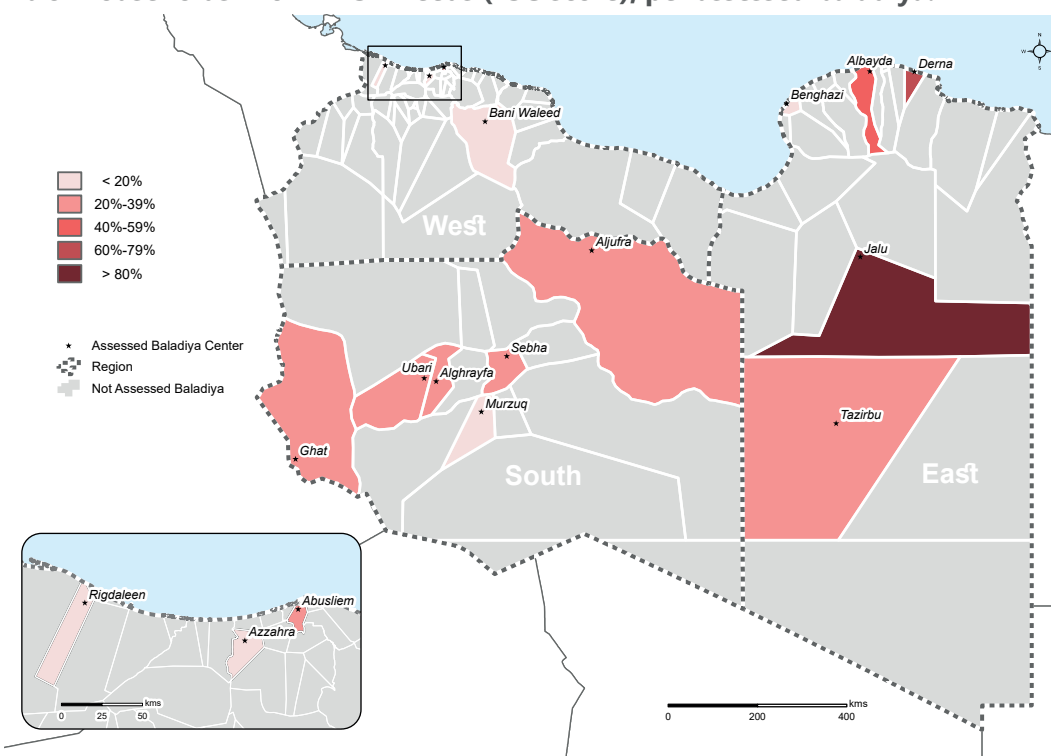 Albayda
Derna
Benghazi
Bani Waleed
N
W
S
< 20%
20%-39%
40%-59%
60%-79%
> 80%
West
Aljufra
Jalu
Assessed Baladiya Center
Region
Not Assessed Baladiya
Sebha
Ubari
Alghrayfa
Murzuq
Tazirbu
Ghat
South
East
Rigdaleen
Abusliem
Azzahra
kms
0 25 50
kms
0 200 400